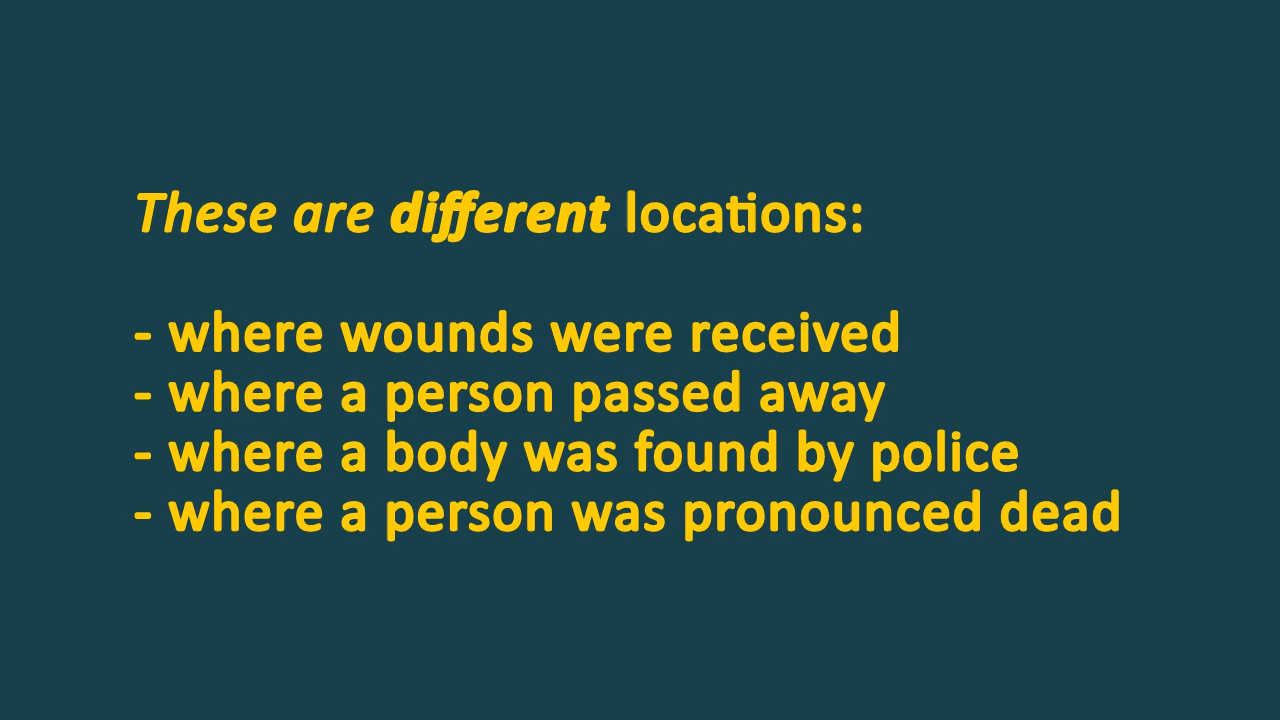 These are different locations:
- where wounds were received
- where a person passed away
- where a body was found by police
- where a person was pronounced dead